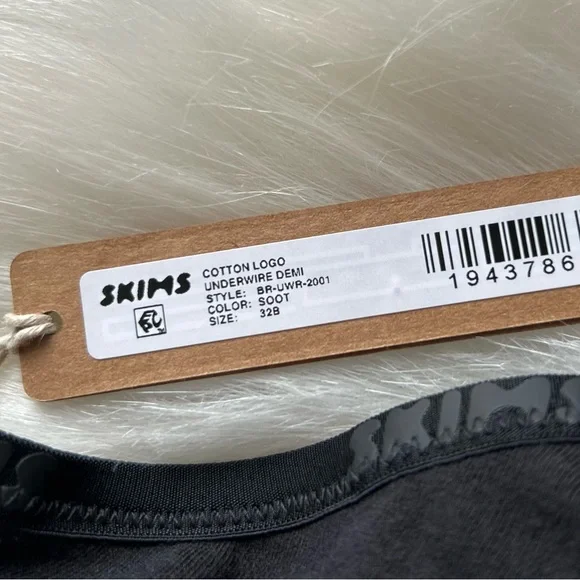 SKIMS
COTTON LOGO
UNDERWIRE DEMI
STYLE: BR-UWR-2001
COLOR: SOOT
SIZE: 32B
1943786
SKIMS